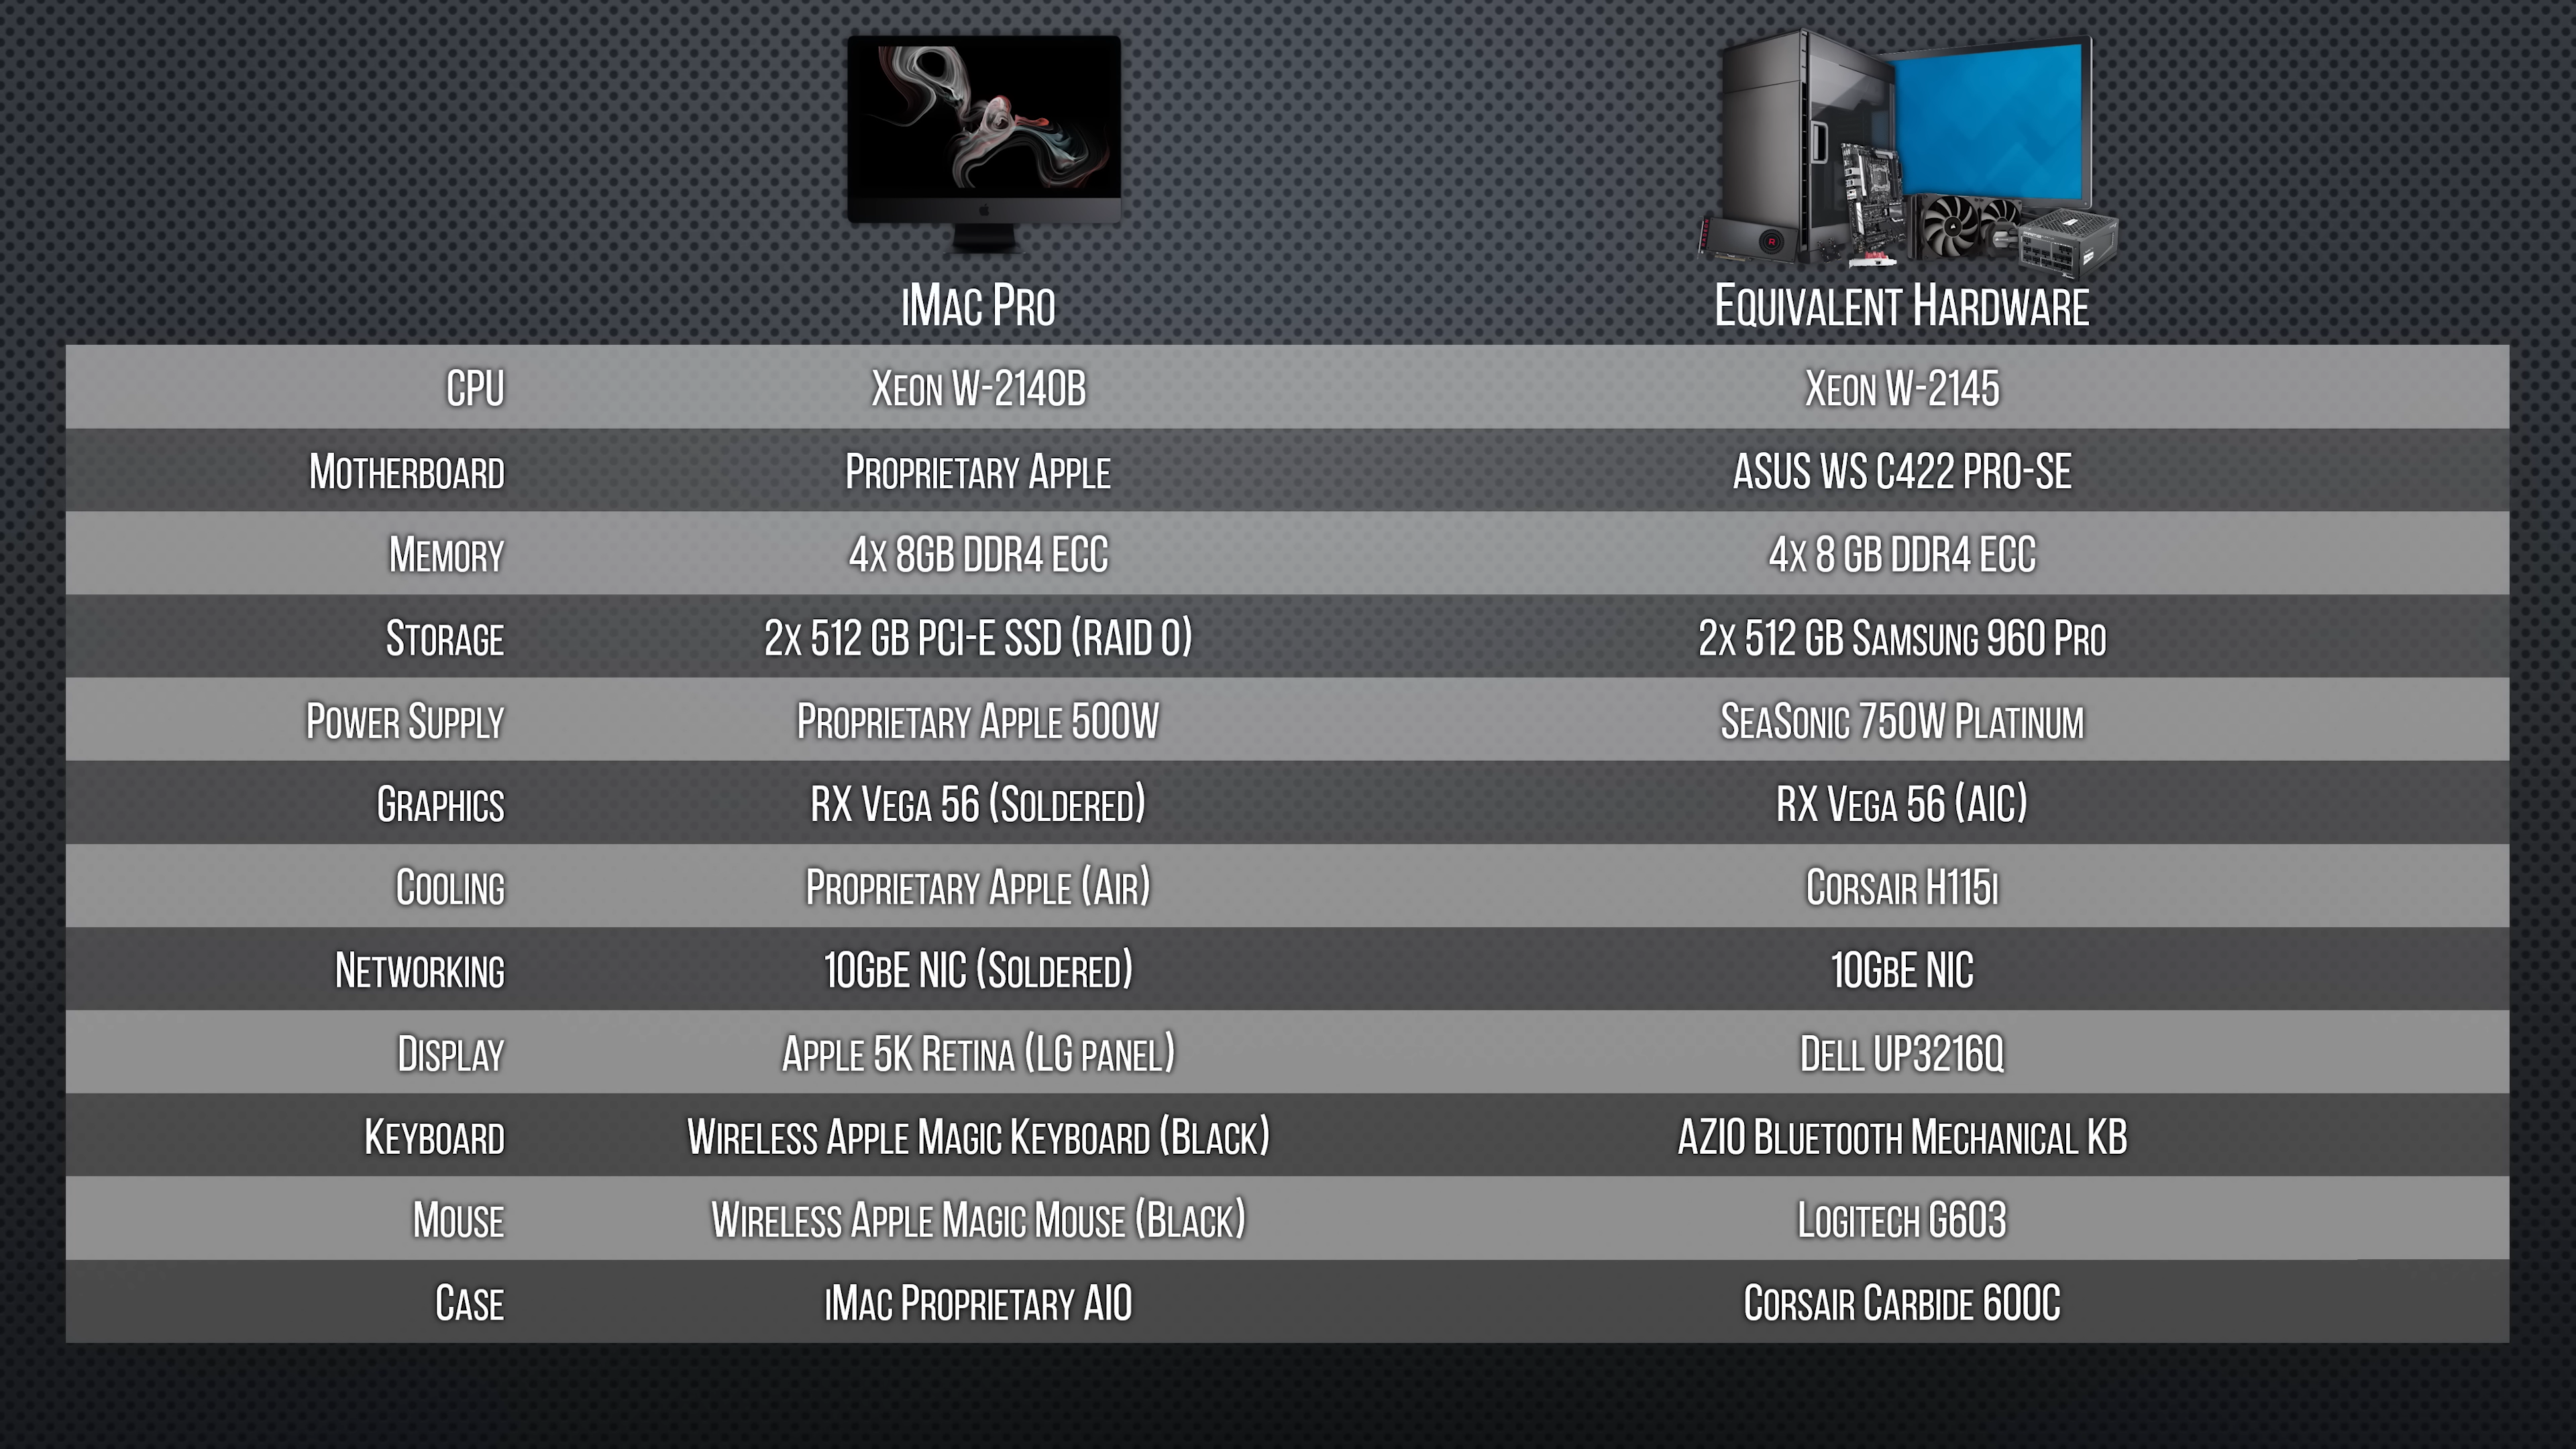 iMac Pro
Equivalent Hardware
CPU Xeon W-2140B Xeon W-2145
Motherboard Proprietary Apple ASUS WS C422 PRO-SE
Memory 4x 8GB DDR4 ECC 4x 8 GB DDR4 ECC
Storage 2x 512 GB PCI-E SSD (RAID 0) 2x 512 GB Samsung 960 Pro
Power Supply Proprietary Apple 500W SeaSonic 750W Platinum
Graphics RX Vega 56 (Soldered) RX Vega 56 (AIC)
Cooling Proprietary Apple (Air) Corsair H115i
Networking 10GbE NIC (Soldered) 10GbE NIC
Display Apple 5K Retina (LG panel) Dell UP3216Q
Keyboard Wireless Apple Magic Keyboard (Black) AZIO Bluetooth Mechanical KB
Mouse Wireless Apple Magic Mouse (Black) Logitech G603
Case iMac Proprietary AIO Corsair Carbide 600C